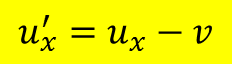 u′ₓ = uₓ − v